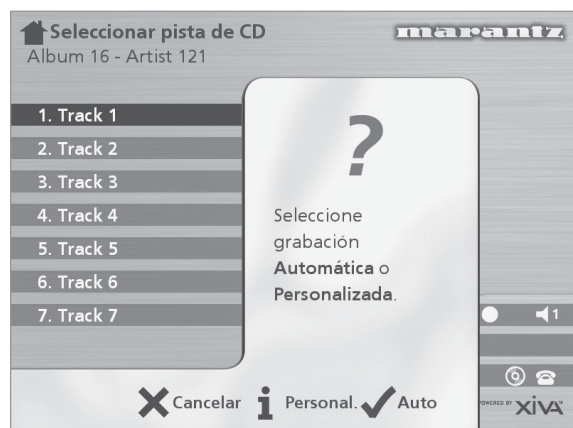 Seleccionar pista de CD
marantz
Album 16 - Artist 121
1. Track 1
2. Track 2
3. Track 3
4. Track 4
5. Track 5
6. Track 6
7. Track 7
?
Seleccione
grabación
Automática o
Personalizada.
1
Cancelar i Personal. Auto
POWERED BY XiVA